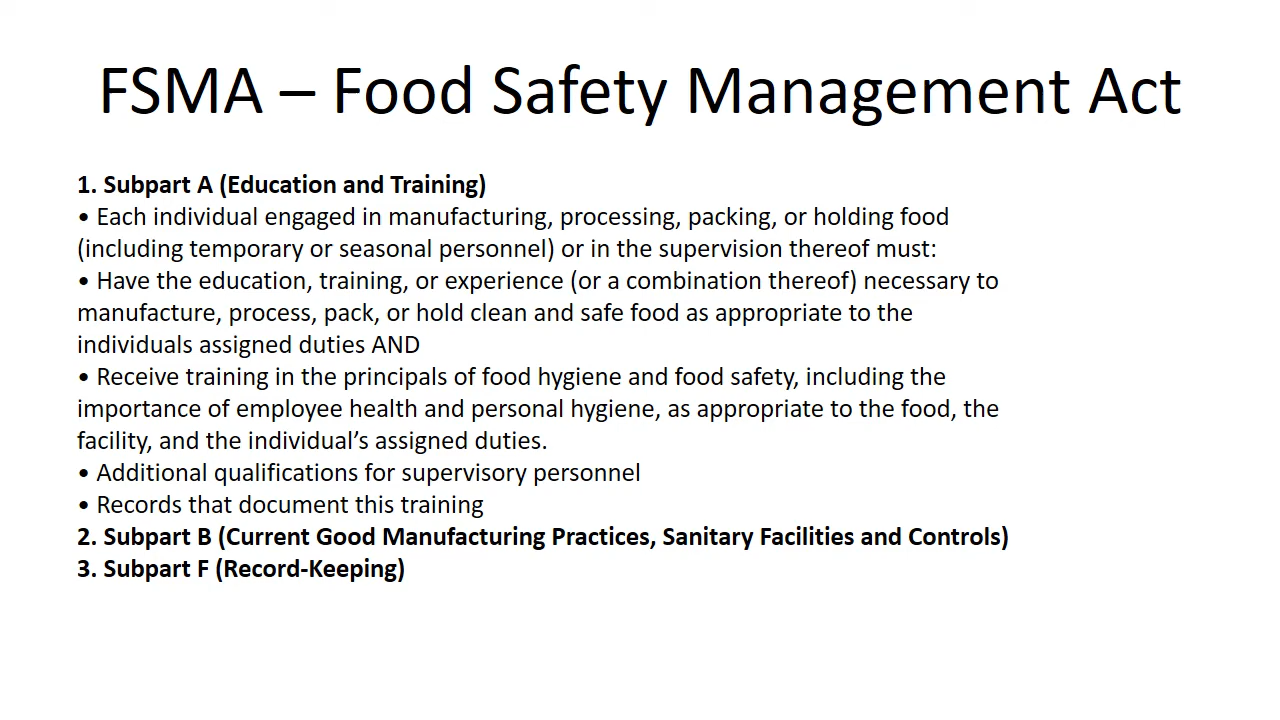 FSMA – Food Safety Management Act
1. Subpart A (Education and Training)
• Each individual engaged in manufacturing, processing, packing, or holding food
(including temporary or seasonal personnel) or in the supervision thereof must:
• Have the education, training, or experience (or a combination thereof) necessary to
manufacture, process, pack, or hold clean and safe food as appropriate to the
individuals assigned duties AND
• Receive training in the principals of food hygiene and food safety, including the
importance of employee health and personal hygiene, as appropriate to the food, the
facility, and the individual’s assigned duties.
• Additional qualifications for supervisory personnel
• Records that document this training
2. Subpart B (Current Good Manufacturing Practices, Sanitary Facilities and Controls)
3. Subpart F (Record-Keeping)